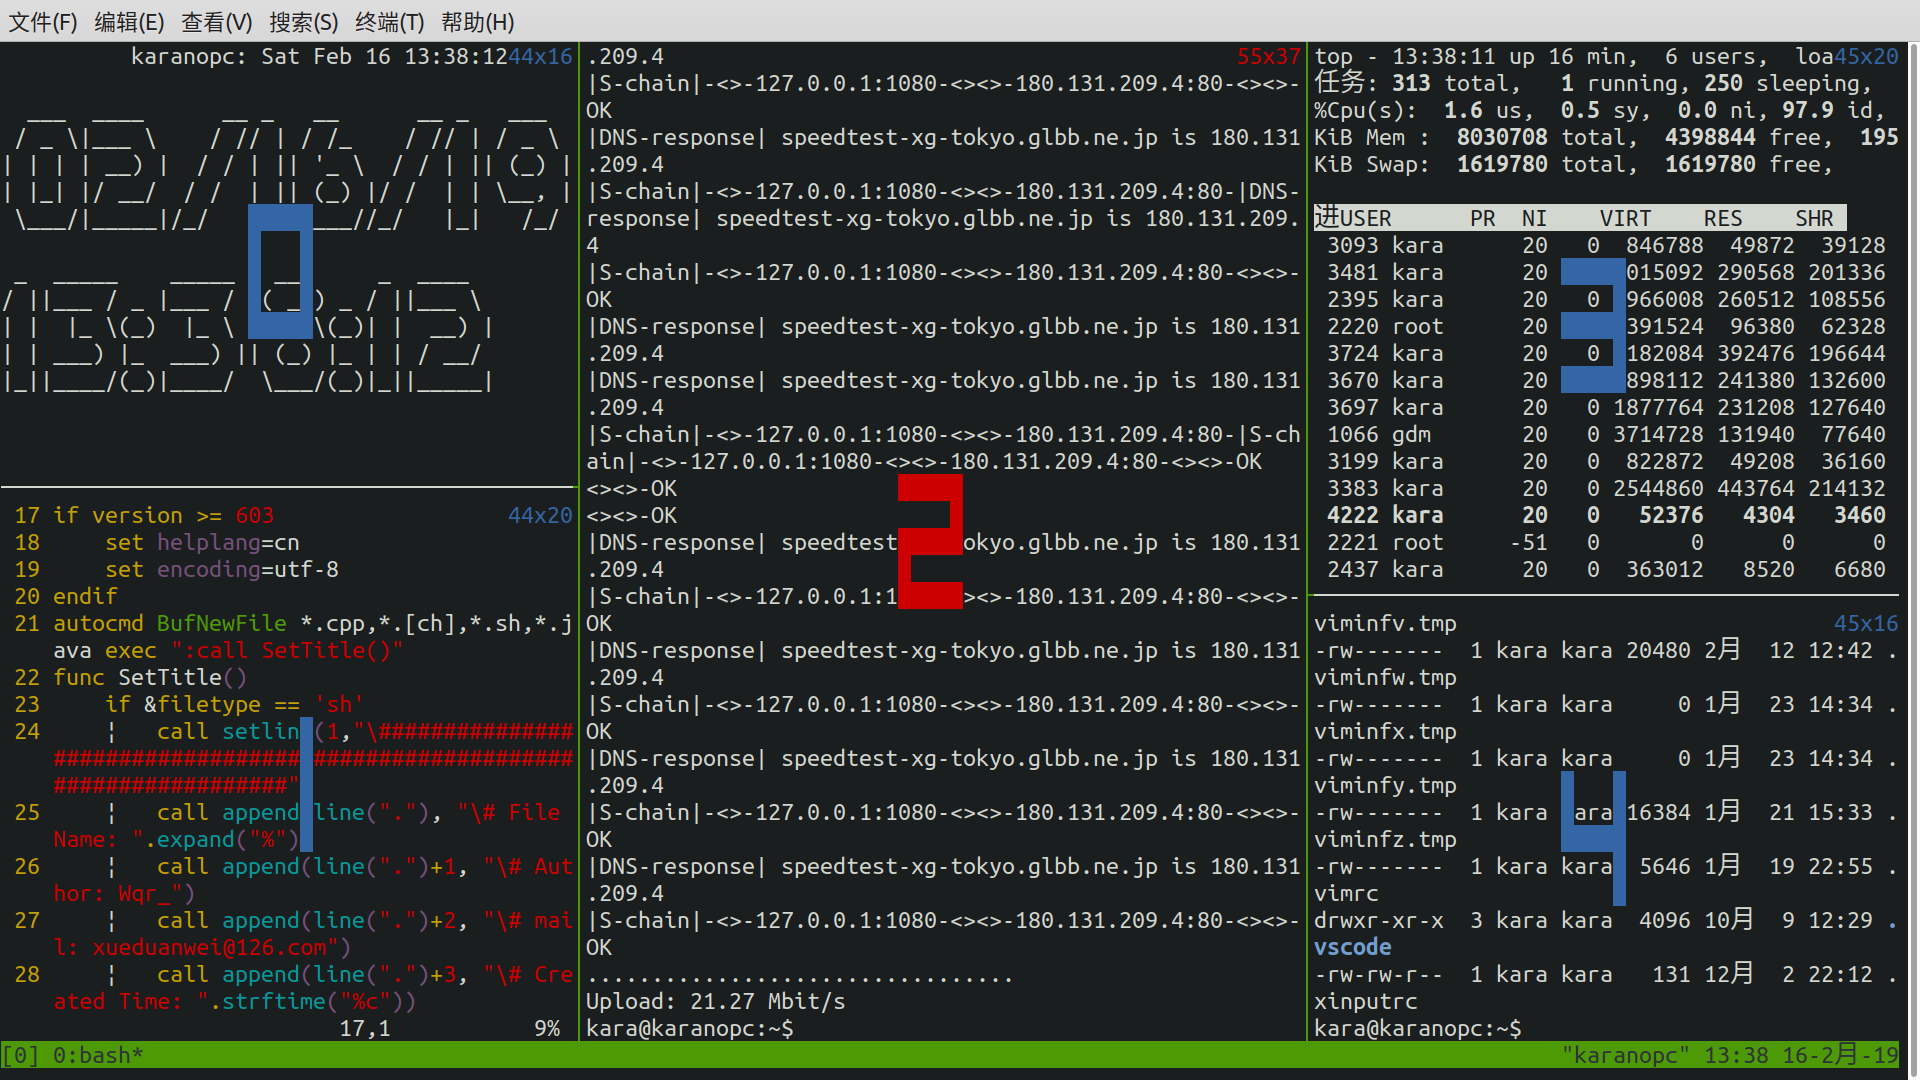 文件(F) 编辑(E) 查看(V) 搜索(S) 终端(T) 帮助(H)
karanopc: Sat Feb 16 13:38:12 44x16
02/16/19
13:38:12
0
17 if version >= 603 44x20
18 set helplang=cn
19 set encoding=utf-8
20 endif
21 autocmd BufNewFile *.cpp,*.[ch],*.sh,*.j
ava exec ":call SetTitle()"
22 func SetTitle()
23 if &filetype == 'sh'
24 ¦ call setlin (1,"\###############
################### ####################
##################"
25 ¦ call append line("."), "\# File
Name: ".expand("%")
26 ¦ call append(line(".")+1, "\# Aut
hor: Wqr_")
27 ¦ call append(line(".")+2, "\# mai
l: xueduanwei@126.com")
28 ¦ call append(line(".")+3, "\# Cre
ated Time: ".strftime("%c"))
17,1 9%
1
.209.4 55x37
|S-chain|-<>-127.0.0.1:1080-<><>-180.131.209.4:80-<><>-
OK
|DNS-response| speedtest-xg-tokyo.glbb.ne.jp is 180.131
.209.4
|S-chain|-<>-127.0.0.1:1080-<><>-180.131.209.4:80-|DNS-
response| speedtest-xg-tokyo.glbb.ne.jp is 180.131.209.
4
|S-chain|-<>-127.0.0.1:1080-<><>-180.131.209.4:80-<><>-
OK
|DNS-response| speedtest-xg-tokyo.glbb.ne.jp is 180.131
.209.4
|DNS-response| speedtest-xg-tokyo.glbb.ne.jp is 180.131
.209.4
|S-chain|-<>-127.0.0.1:1080-<><>-180.131.209.4:80-|S-ch
ain|-<>-127.0.0.1:1080-<><>-180.131.209.4:80-<><>-OK
<><>-OK
<><>-OK
|DNS-response| speedtest okyo.glbb.ne.jp is 180.131
.209.4
|S-chain|-<>-127.0.0.1:1 ><>-180.131.209.4:80-<><>-
OK
|DNS-response| speedtest-xg-tokyo.glbb.ne.jp is 180.131
.209.4
|S-chain|-<>-127.0.0.1:1080-<><>-180.131.209.4:80-<><>-
OK
|DNS-response| speedtest-xg-tokyo.glbb.ne.jp is 180.131
.209.4
|S-chain|-<>-127.0.0.1:1080-<><>-180.131.209.4:80-<><>-
OK
|DNS-response| speedtest-xg-tokyo.glbb.ne.jp is 180.131
.209.4
|S-chain|-<>-127.0.0.1:1080-<><>-180.131.209.4:80-<><>-
OK
.................................
Upload: 21.27 Mbit/s
kara@karanopc:~$
2
top - 13:38:11 up 16 min, 6 users, loa 45x20
任务: 313 total, 1 running, 250 sleeping,
%Cpu(s): 1.6 us, 0.5 sy, 0.0 ni, 97.9 id,
KiB Mem : 8030708 total, 4398844 free, 195
KiB Swap: 1619780 total, 1619780 free,
进USER PR NI VIRT RES SHR
3093 kara 20 0 846788 49872 39128
3481 kara 20 015092 290568 201336
2395 kara 20 0 966008 260512 108556
2220 root 20 391524 96380 62328
3724 kara 20 0 182084 392476 196644
3670 kara 20 898112 241380 132600
3697 kara 20 0 1877764 231208 127640
1066 gdm 20 0 3714728 131940 77640
3199 kara 20 0 822872 49208 36160
3383 kara 20 0 2544860 443764 214132
4222 kara 20 0 52376 4304 3460
2221 root -51 0 0 0 0
2437 kara 20 0 363012 8520 6680
3
viminfv.tmp 45x16
-rw------- 1 kara kara 20480 2月 12 12:42 .
viminfw.tmp
-rw------- 1 kara kara 0 1月 23 14:34 .
viminfx.tmp
-rw------- 1 kara kara 0 1月 23 14:34 .
viminfy.tmp
-rw------- 1 kara ara 16384 1月 21 15:33 .
viminfz.tmp
-rw------- 1 kara kara 5646 1月 19 22:55 .
vimrc
drwxr-xr-x 3 kara kara 4096 10月 9 12:29 .
vscode
-rw-rw-r-- 1 kara kara 131 12月 2 22:12 .
xinputrc
kara@karanopc:~$
4
[0] 0:bash* "karanopc" 13:38 16-2月-19